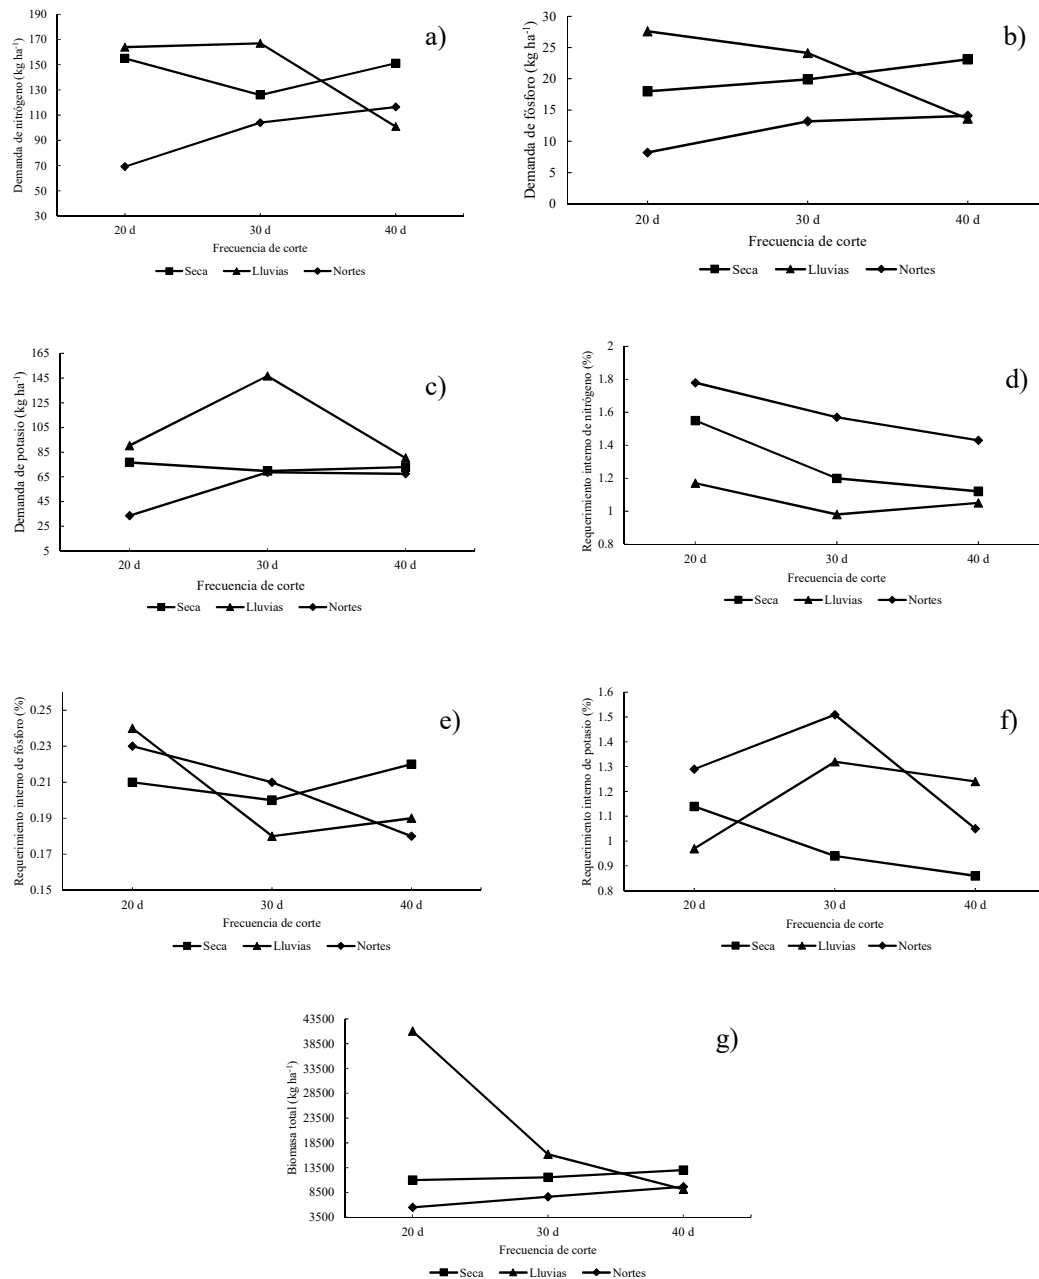 190
170
150
130
110
90
70
50
30
Demanda de nitrógeno (kg ha-1)
a)
20 d 30 d 40 d
Frecuencia de corte
Seca Lluvias Nortes
30
25
20
15
10
5
0
Demanda de fósforo (kg ha-1)
b)
20 d 30 d 40 d
Frecuencia de corte
Seca Lluvias Nortes
165
145
125
105
85
65
45
25
5
Demanda de potasio (kg ha-1)
c)
20 d 30 d 40 d
Frecuencia de corte
Seca Lluvias Nortes
2
1.8
1.6
1.4
1.2
1
0.8
Requerimiento interno de nitrógeno (%)
d)
20 d 30 d 40 d
Frecuencia de corte
Seca Lluvias Nortes
0.25
0.23
0.21
0.19
0.17
0.15
Requerimiento interno de fósforo (%)
e)
20 d 30 d 40 d
Frecuencia de corte
Seca Lluvias Nortes
1.6
1.5
1.4
1.3
1.2
1.1
1
0.9
0.8
Requerimiento interno de potasio (%)
f)
20 d 30 d 40 d
Frecuencia de corte
Seca Lluvias Nortes
43500
38500
33500
28500
23500
18500
13500
8500
3500
Biomasa total (kg ha-1)
g)
20 d 30 d 40 d
Frecuencia de corte
Seca Lluvias Nortes